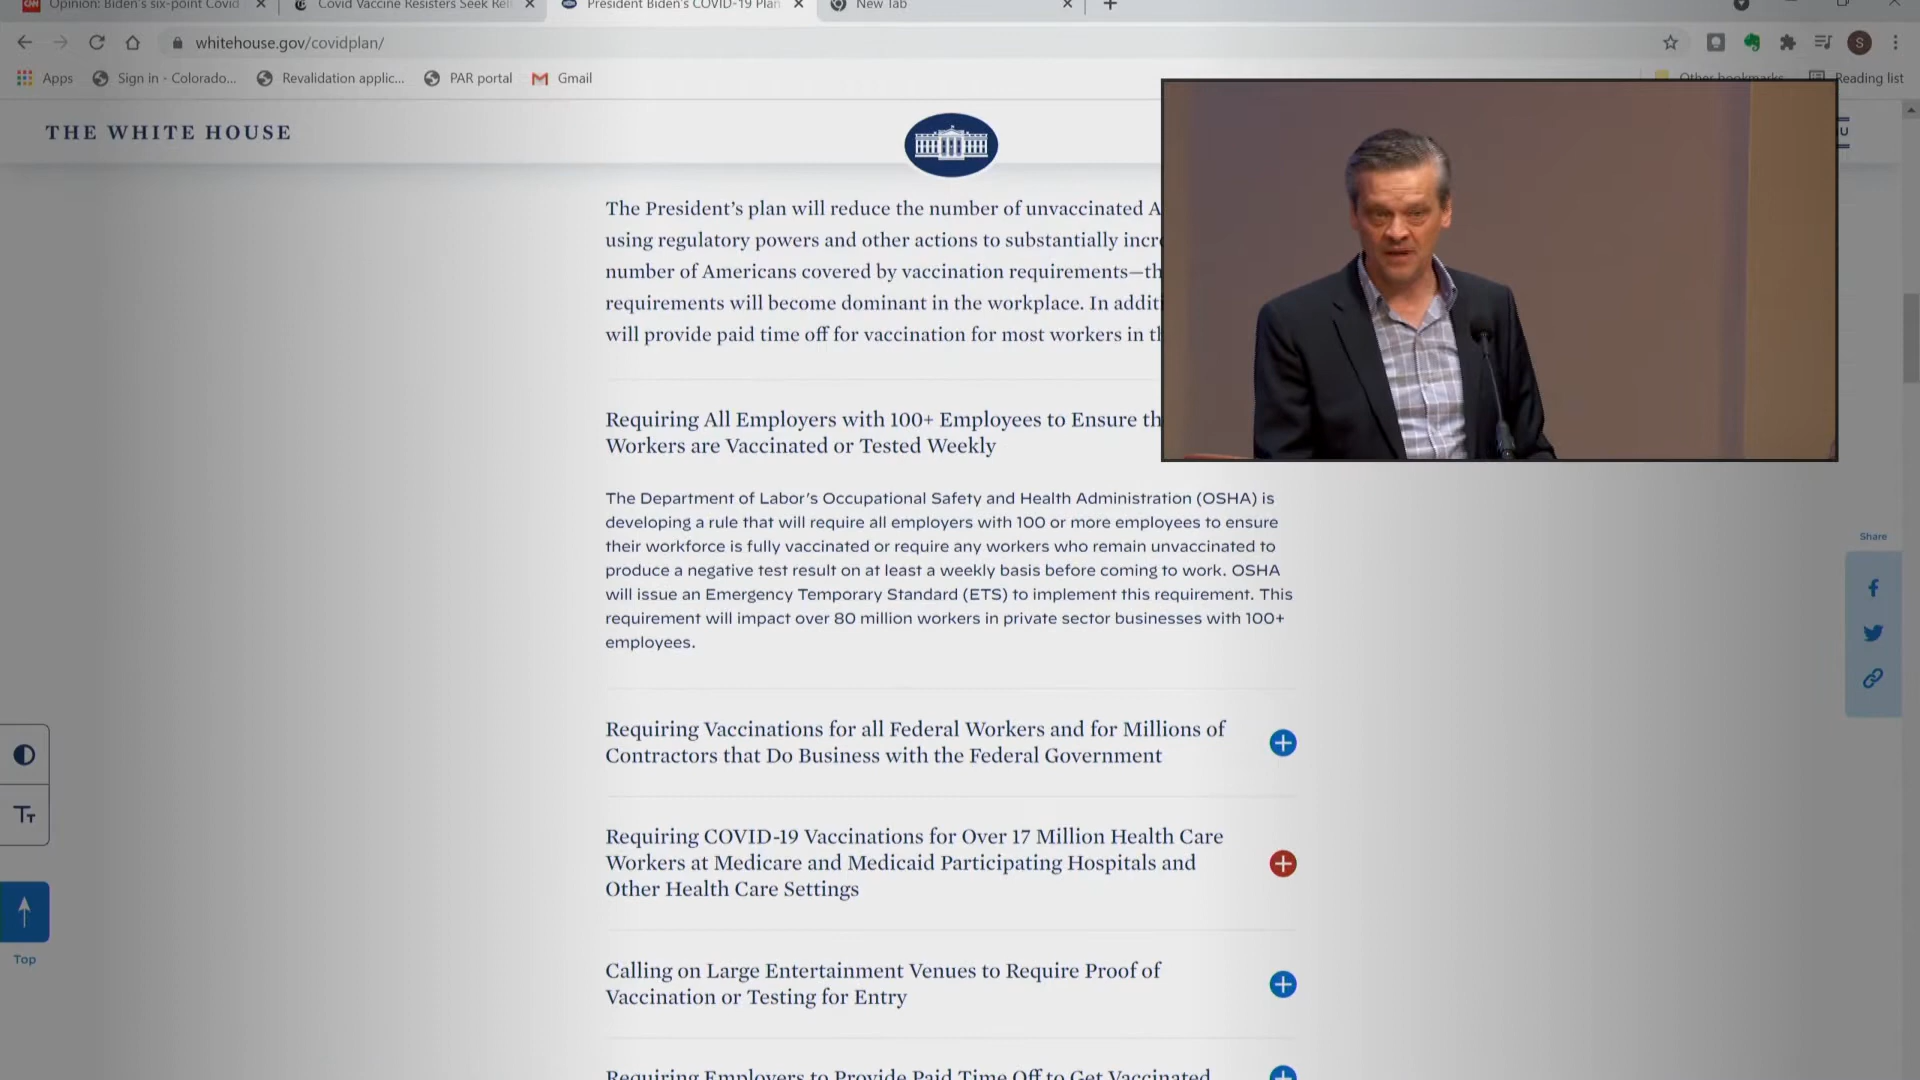 Opinion: Biden's six-point Covid
Covid Vaccine Resisters Seek Reli
President Biden's COVID-19 Plan
New Tab
whitehouse.gov/covidplan/
S
Apps
Sign in - Colorado...
Revalidation applic...
PAR portal
Gmail
Other bookmarks
Reading list
THE WHITE HOUSE
U
The President's plan will reduce the number of unvaccinated A
using regulatory powers and other actions to substantially incre
number of Americans covered by vaccination requirements—th
requirements will become dominant in the workplace. In additi
will provide paid time off for vaccination for most workers in th
Requiring All Employers with 100+ Employees to Ensure th
Workers are Vaccinated or Tested Weekly
The Department of Labor's Occupational Safety and Health Administration (OSHA) is
developing a rule that will require all employers with 100 or more employees to ensure
their workforce is fully vaccinated or require any workers who remain unvaccinated to
produce a negative test result on at least a weekly basis before coming to work. OSHA
will issue an Emergency Temporary Standard (ETS) to implement this requirement. This
requirement will impact over 80 million workers in private sector businesses with 100+
employees.
Share
Requiring Vaccinations for all Federal Workers and for Millions of
Contractors that Do Business with the Federal Government
Tт
Requiring COVID-19 Vaccinations for Over 17 Million Health Care
Workers at Medicare and Medicaid Participating Hospitals and
Other Health Care Settings
Top
Calling on Large Entertainment Venues to Require Proof of
Vaccination or Testing for Entry
Requiring Employers to Provide Paid Time Off to Get Vaccinated